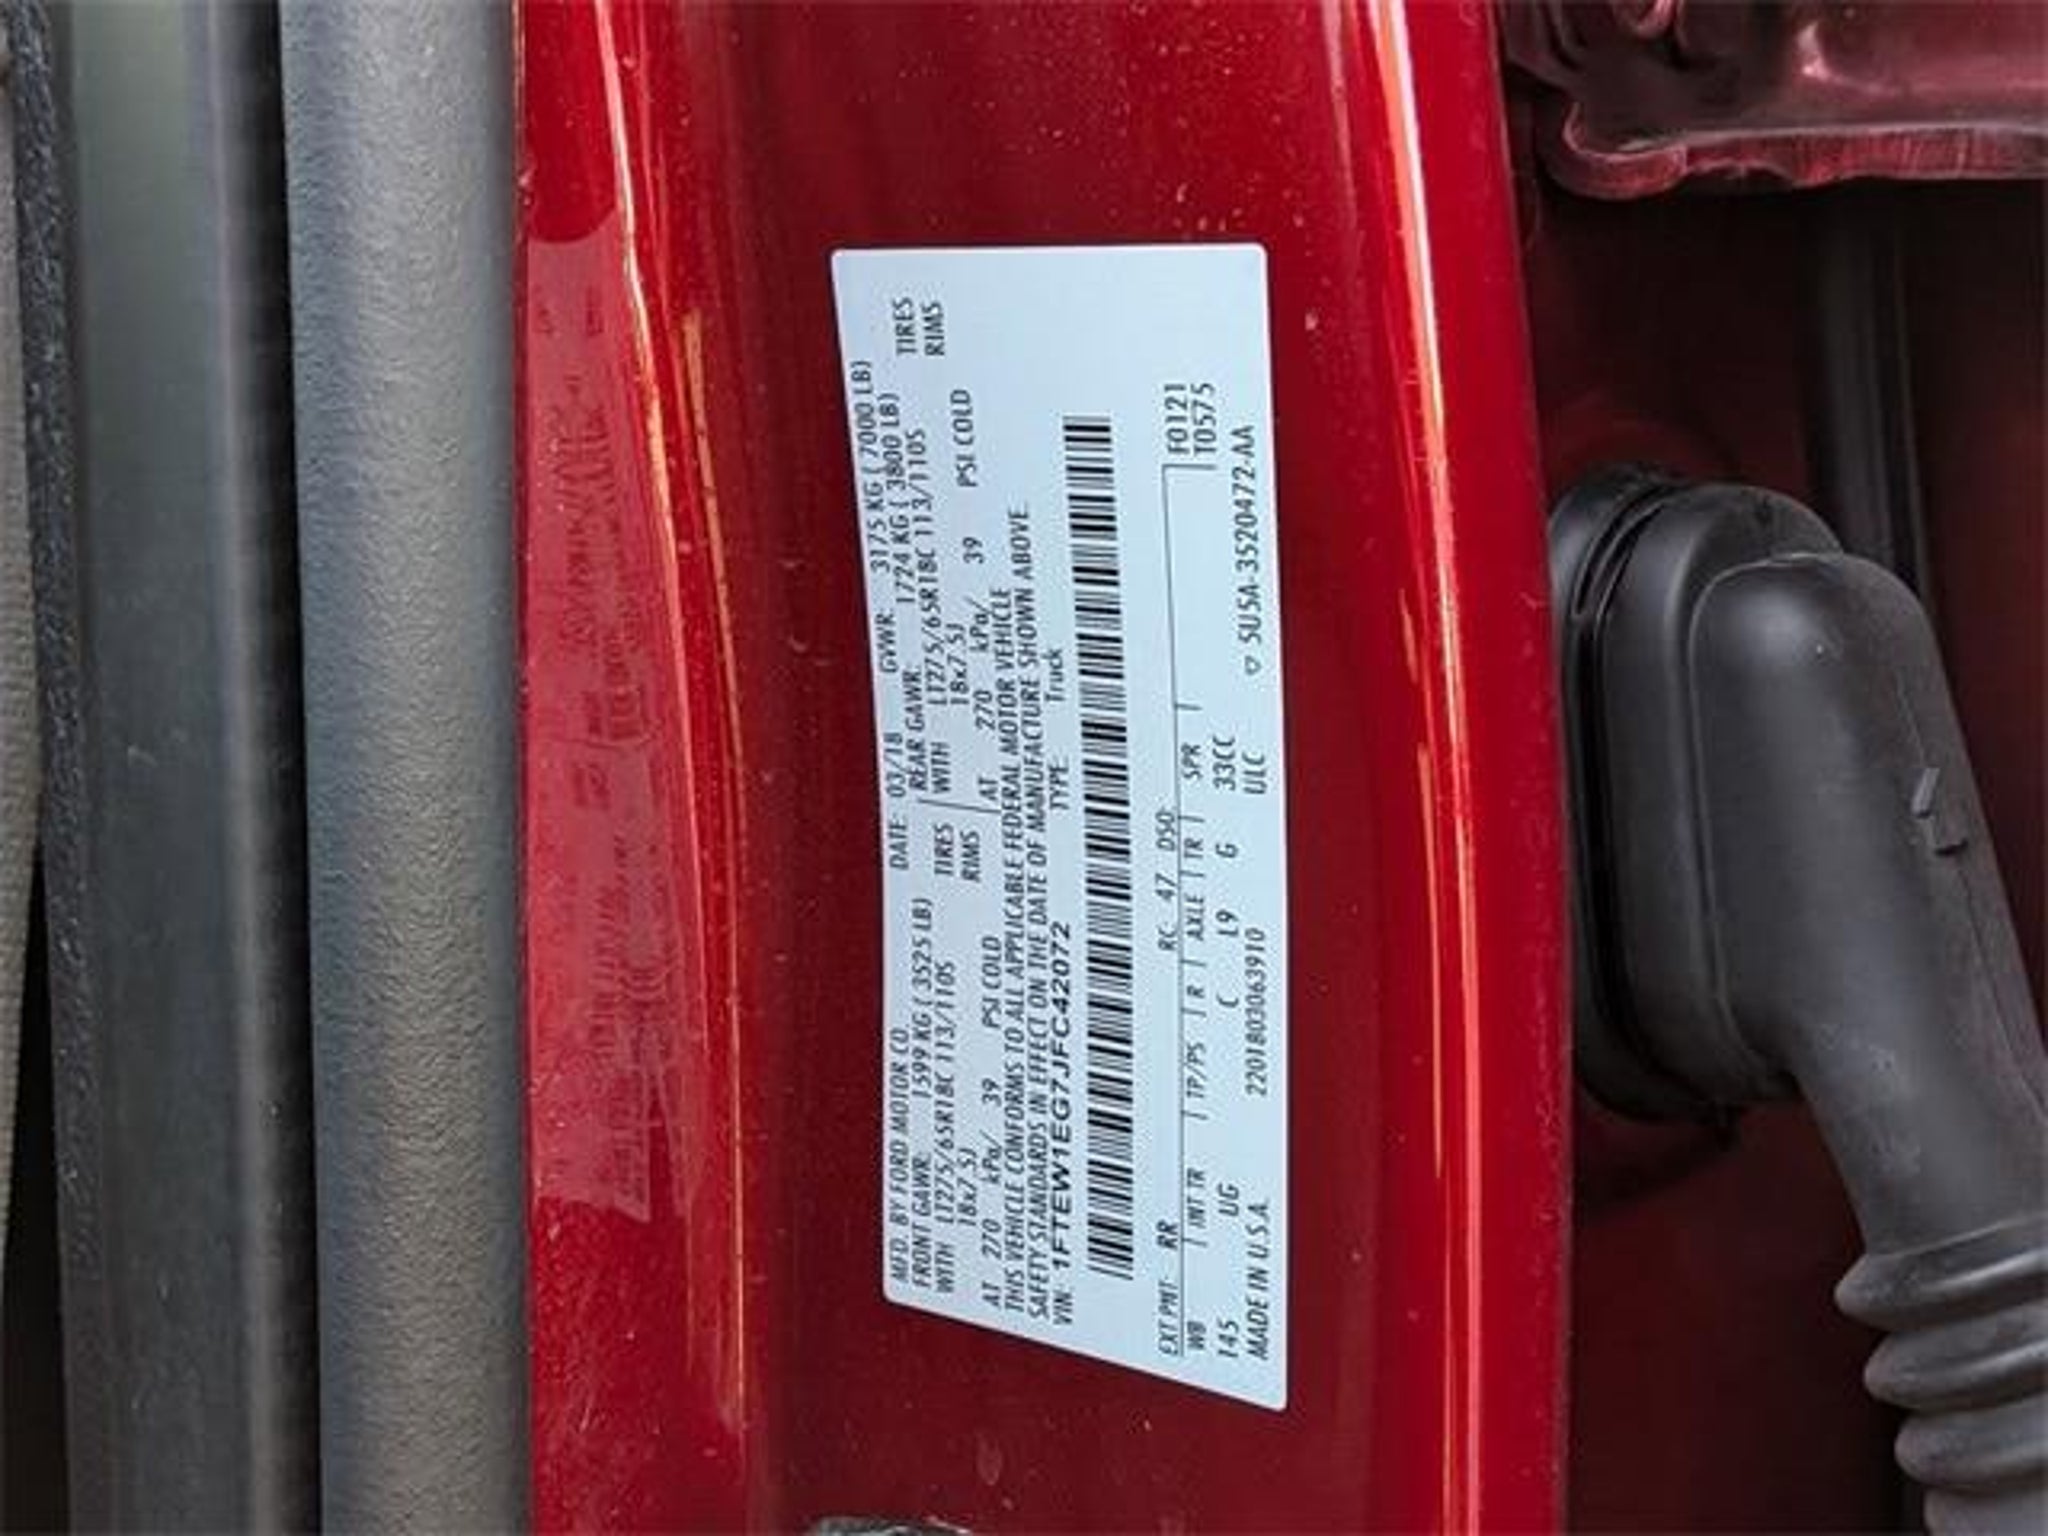 MFD. BY FORD MOTOR CO.
DATE: 03/18 GVWR: 3175 KG ( 7000 LB)
FRONT GAWR: 1599 KG ( 3525 LB)
REAR GAWR: 1724 KG ( 3800 LB)
WITH LT275/65R18C 113/110S TIRES
WITH LT275/65R18C 113/110S TIRES
18x7.5J RIMS
18x7.5J RIMS
AT 270 kPa/ 39 PSI COLD
AT 270 kPa/ 39 PSI COLD
THIS VEHICLE CONFORMS TO ALL APPLICABLE FEDERAL MOTOR VEHICLE
SAFETY STANDARDS IN EFFECT ON THE DATE OF MANUFACTURE SHOWN ABOVE.
VIN: 1FTEW1EG7JFC42072 TYPE: Truck
EXT PNT: RR RC: 47 DSO: F0121
WB INT TR TP/PS R AXLE TR SPR T0575
145 UG C L9 G 33CC
MADE IN U.S.A. 220180306391 0 ULC ▽ 5U5A-3520472-AA